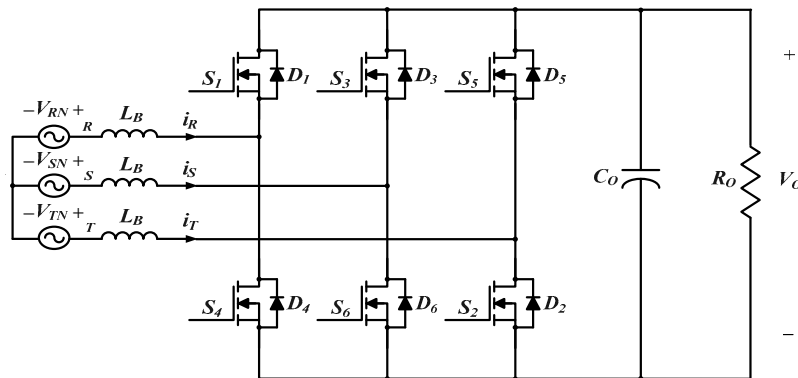 S1 D1 S3 D3 S5 D5 +
–VRN + R LB iR
–VSN + S LB iS
CO RO VO
–VTN + T LB iT
S4 D4 S6 D6 S2 D2
–